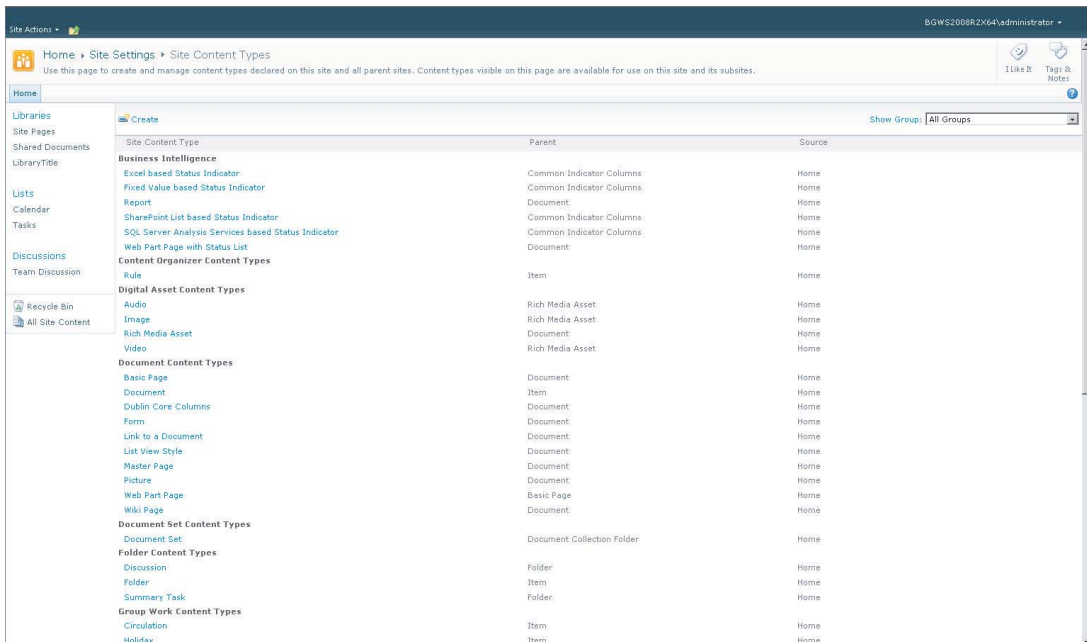 Site Actions
BGWS2008R2X64\administrator
Home Site Settings Site Content Types
Use this page to create and manage content types declared on this site and all parent sites. Content types visible on this page are available for use on this site and its subsites.
I Like It
Tags & Notes
Home
Libraries
Site Pages
Shared Documents
LibraryTitle
Lists
Calendar
Tasks
Discussions
Team Discussion
Recycle Bin
All Site Content
Create
Show Group: All Groups
Site Content Type Parent Source
Business Intelligence
Excel based Status Indicator Common Indicator Columns Home
Fixed Value based Status Indicator Common Indicator Columns Home
Report Document Home
SharePoint List based Status Indicator Common Indicator Columns Home
SQL Server Analysis Services based Status Indicator Common Indicator Columns Home
Web Part Page with Status List Document Home
Content Organizer Content Types
Rule Item Home
Digital Asset Content Types
Audio Rich Media Asset Home
Image Rich Media Asset Home
Rich Media Asset Document Home
Video Rich Media Asset Home
Document Content Types
Basic Page Document Home
Document Item Home
Dublin Core Columns Document Home
Form Document Home
Link to a Document Document Home
List View Style Document Home
Master Page Document Home
Picture Document Home
Web Part Page Basic Page Home
Wiki Page Document Home
Document Set Content Types
Document Set Document Collection Folder Home
Folder Content Types
Discussion Folder Home
Folder Item Home
Summary Task Folder Home
Group Work Content Types
Circulation Item Home
Holiday Item Home